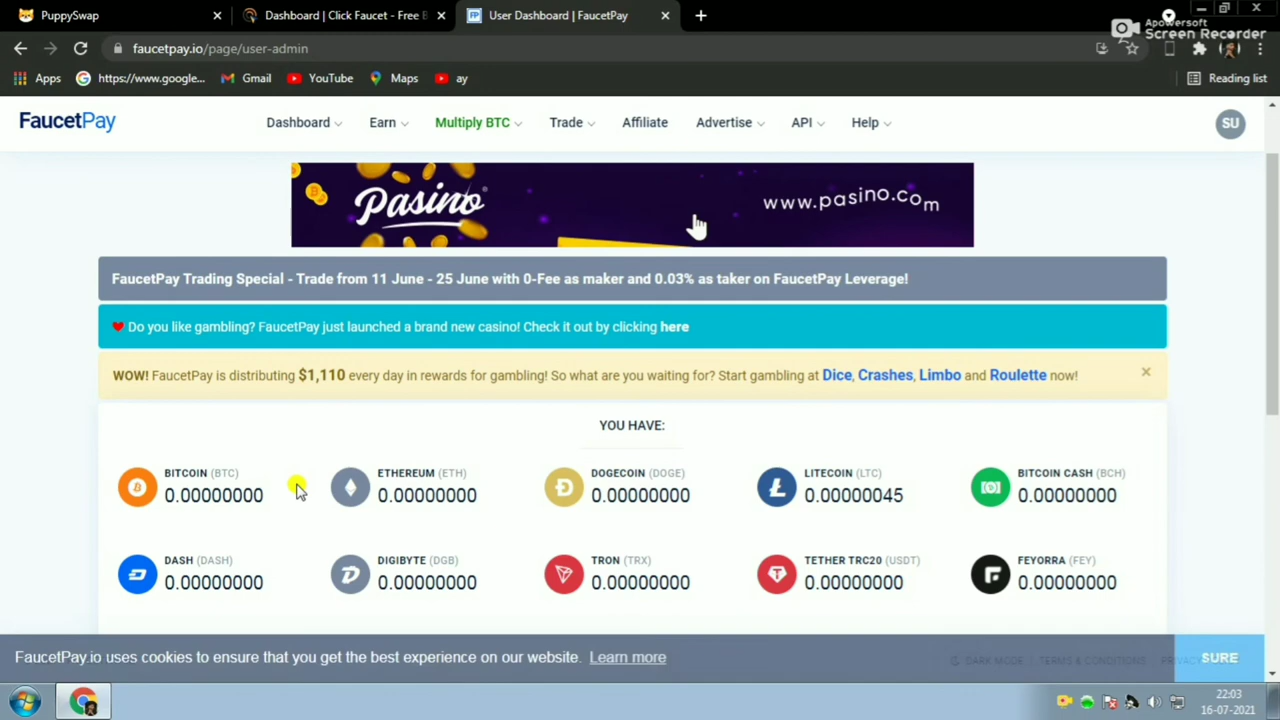 PuppySwap
Dashboard | Click Faucet - Free B
User Dashboard | FaucetPay
Apowersoft
Screen Recorder
faucetpay.io/page/user-admin
Apps https://www.google... Gmail YouTube Maps ay Reading list
FaucetPay Dashboard Earn Multiply BTC Trade Affiliate Advertise API Help SU
Pasino www.pasino.com
FaucetPay Trading Special - Trade from 11 June - 25 June with 0-Fee as maker and 0.03% as taker on FaucetPay Leverage!
Do you like gambling? FaucetPay just launched a brand new casino! Check it out by clicking here
WOW! FaucetPay is distributing $1,110 every day in rewards for gambling! So what are you waiting for? Start gambling at Dice, Crashes, Limbo and Roulette now!
YOU HAVE:
BITCOIN (BTC) ETHEREUM (ETH) DOGECOIN (DOGE) LITECOIN (LTC) BITCOIN CASH (BCH)
0.00000000 0.00000000 0.00000000 0.00000045 0.00000000
DASH (DASH) DIGIBYTE (DGB) TRON (TRX) TETHER TRC20 (USDT) FEYORRA (FEY)
0.00000000 0.00000000 0.00000000 0.00000000 0.00000000
FaucetPay.io uses cookies to ensure that you get the best experience on our website. Learn more DARK MODE TERMS & CONDITIONS SURE
22:03
16-07-2021